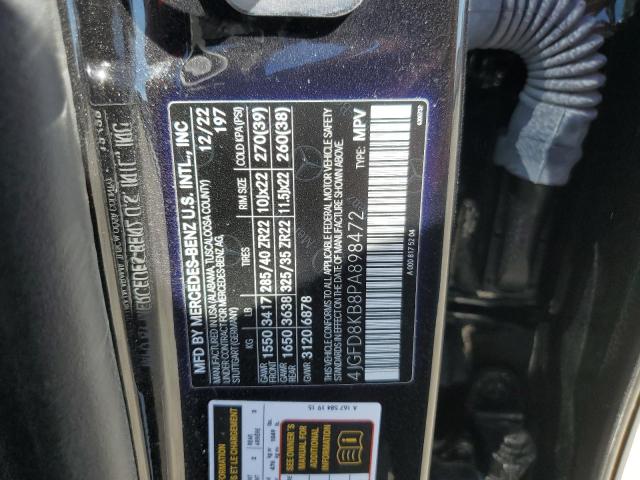 MFD BY MERCEDES-BENZ U.S. INTL., INC.
MANUFACTURED IN USA (ALABAMA, TUSCALOOSA COUNTY) 12/22
UNDER CONTRACT FOR MERCEDES-BENZ AG 197
STUTTGART (GERMANY)
KG LB TIRES RIM SIZE COLD KPA (PSI)
GAWR FRONT 1550 3417 285/40 ZR22 10Jx22 270(39)
GAWR REAR 1650 3638 325/35 ZR22 11.5Jx22 260(38)
GVWR 3120 6878
THIS VEHICLE CONFORMS TO ALL APPLICABLE FEDERAL MOTOR VEHICLE SAFETY
STANDARDS IN EFFECT ON THE DATE OF MANUFACTURE SHOWN ABOVE.
4JGFD8KB8PA898472 TYPE: MPV
A 000 817 52 04
A 167 584 19 15
SEE OWNER'S
MANUAL FOR
ADDITIONAL
INFORMATION